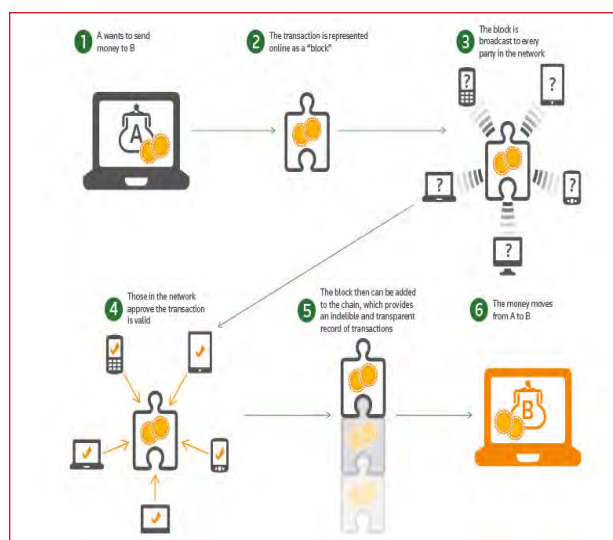 1 A wants to send
money to B
2 The transaction is represented
online as a "block"
3 The block is
broadcast to every
party in the network
A
?
?
?
?
?
4 Those in the network
approve the transaction
is valid
5 The block then can be added
to the chain, which provides
an indelible and transparent
record of transactions
6 The money moves
from A to B
B